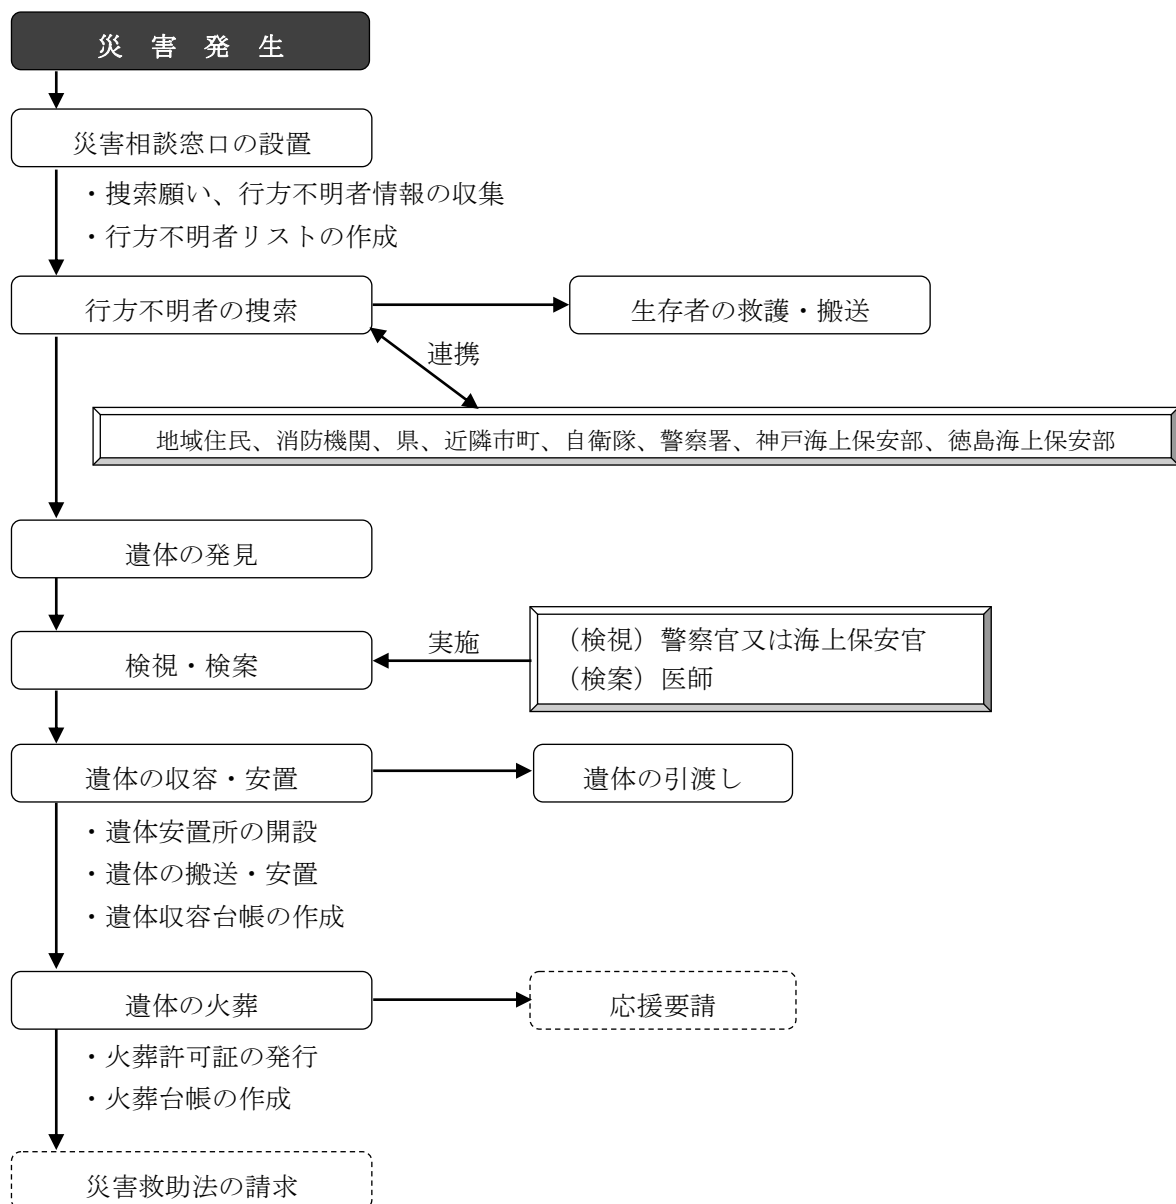 災 害 発 生
災害相談窓口の設置
・捜索願い、行方不明者情報の収集
・行方不明者リストの作成
行方不明者の捜索
生存者の救護・搬送
連携
地域住民、消防機関、県、近隣市町、自衛隊、警察署、神戸海上保安部、徳島海上保安部
遺体の発見
検視・検案
実施
（検視）警察官又は海上保安官
（検案）医師
遺体の収容・安置
遺体の引渡し
・遺体安置所の開設
・遺体の搬送・安置
・遺体収容台帳の作成
遺体の火葬
応援要請
・火葬許可証の発行
・火葬台帳の作成
災害救助法の請求